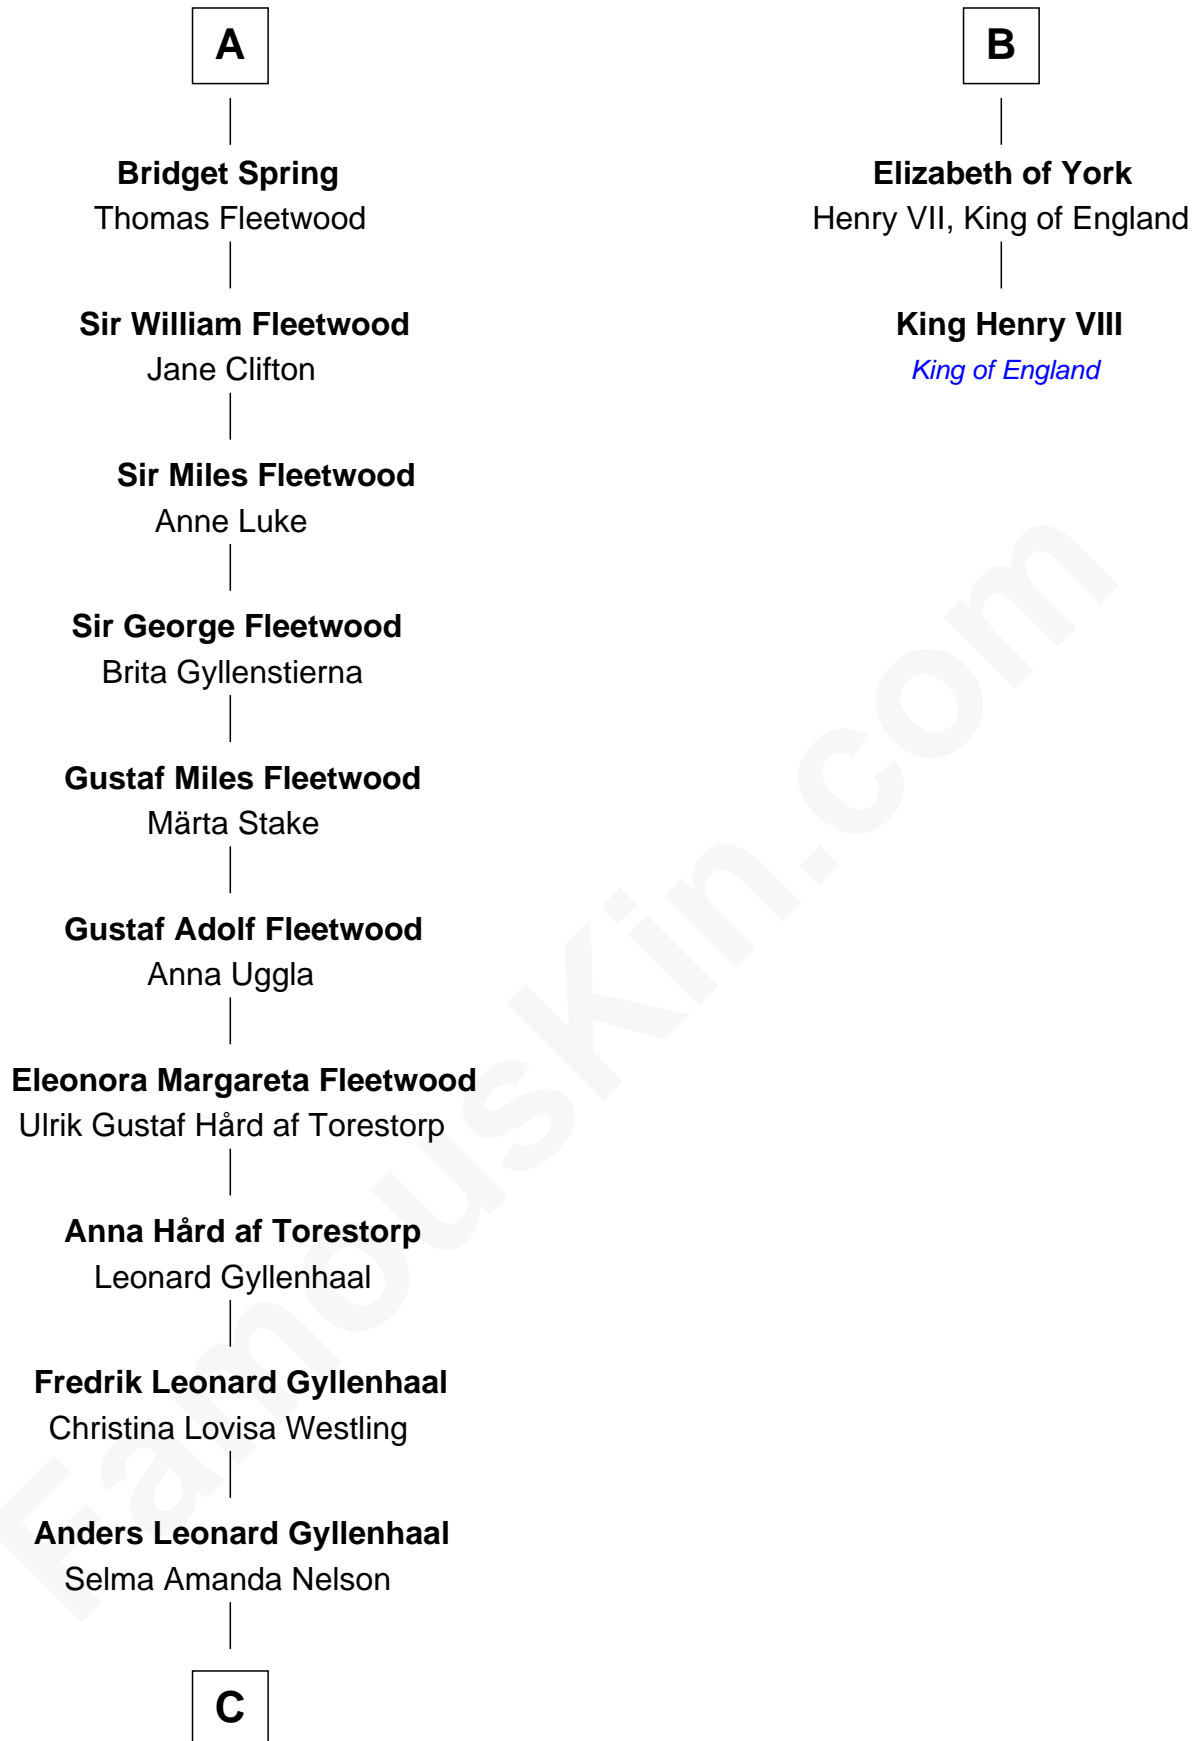 A
Bridget Spring
Thomas Fleetwood
Sir William Fleetwood
Jane Clifton
Sir Miles Fleetwood
Anne Luke
Sir George Fleetwood
Brita Gyllenstierna
Gustaf Miles Fleetwood
Märta Stake
Gustaf Adolf Fleetwood
Anna Uggla
Eleonora Margareta Fleetwood
Ulrik Gustaf Hård af Torestorp
Anna Hård af Torestorp
Leonard Gyllenhaal
Fredrik Leonard Gyllenhaal
Christina Lovisa Westling
Anders Leonard Gyllenhaal
Selma Amanda Nelson
C
B
Elizabeth of York
Henry VII, King of England
King Henry VIII
King of England
FamousKin.com